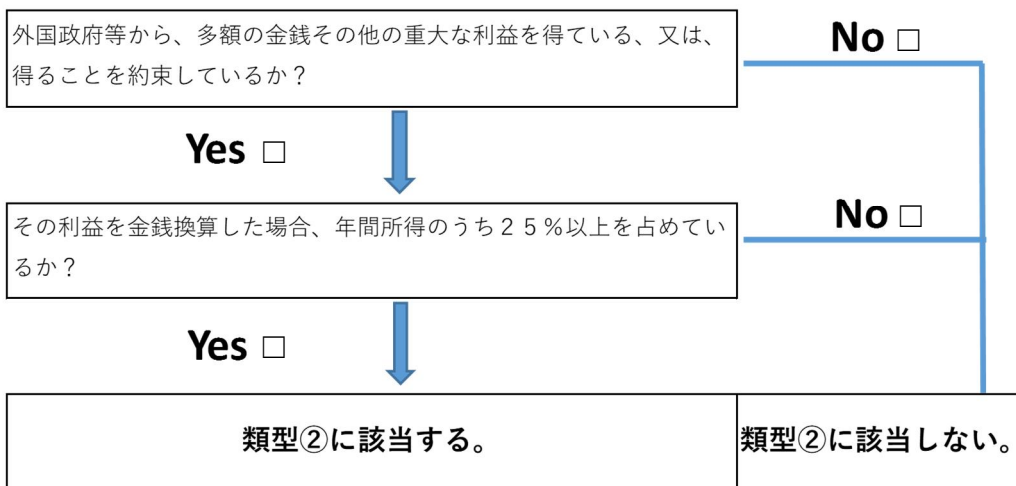 外国政府等から、多額の金銭その他の重大な利益を得ている、又は、
得ることを約束しているか？
No □
Yes □
その利益を金銭換算した場合、年間所得のうち２５％以上を占めてい
るか？
No □
Yes □
類型②に該当する。
類型②に該当しない。